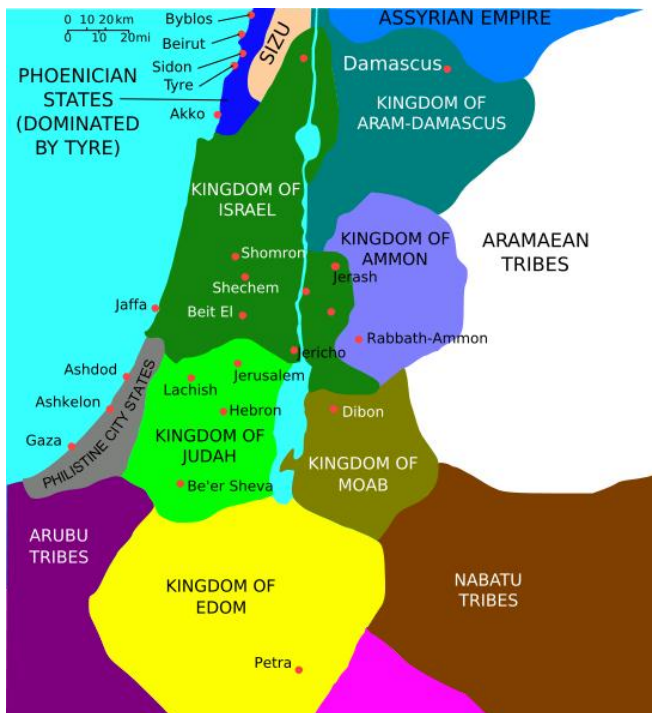 0 10 20 km
0 10 20mi
Byblos
Beirut
Sidon
Tyre
Akko
SIZU
ASSYRIAN EMPIRE
PHOENICIAN
STATES
(DOMINATED
BY TYRE)
Damascus
KINGDOM OF
ARAM-DAMASCUS
KINGDOM OF
ISRAEL
KINGDOM OF
AMMON
ARAMAEAN
TRIBES
Shomron
Shechem
Jerash
Jaffa
Beit El
Rabbath-Ammon
Jericho
Ashdod
Jerusalem
Lachish
Ashkelon
Hebron
Dibon
Gaza
PHILISTINE CITY STATES
KINGDOM OF
JUDAH
KINGDOM OF
MOAB
Be'er Sheva
ARUBU
TRIBES
KINGDOM OF
EDOM
NABATU
TRIBES
Petra